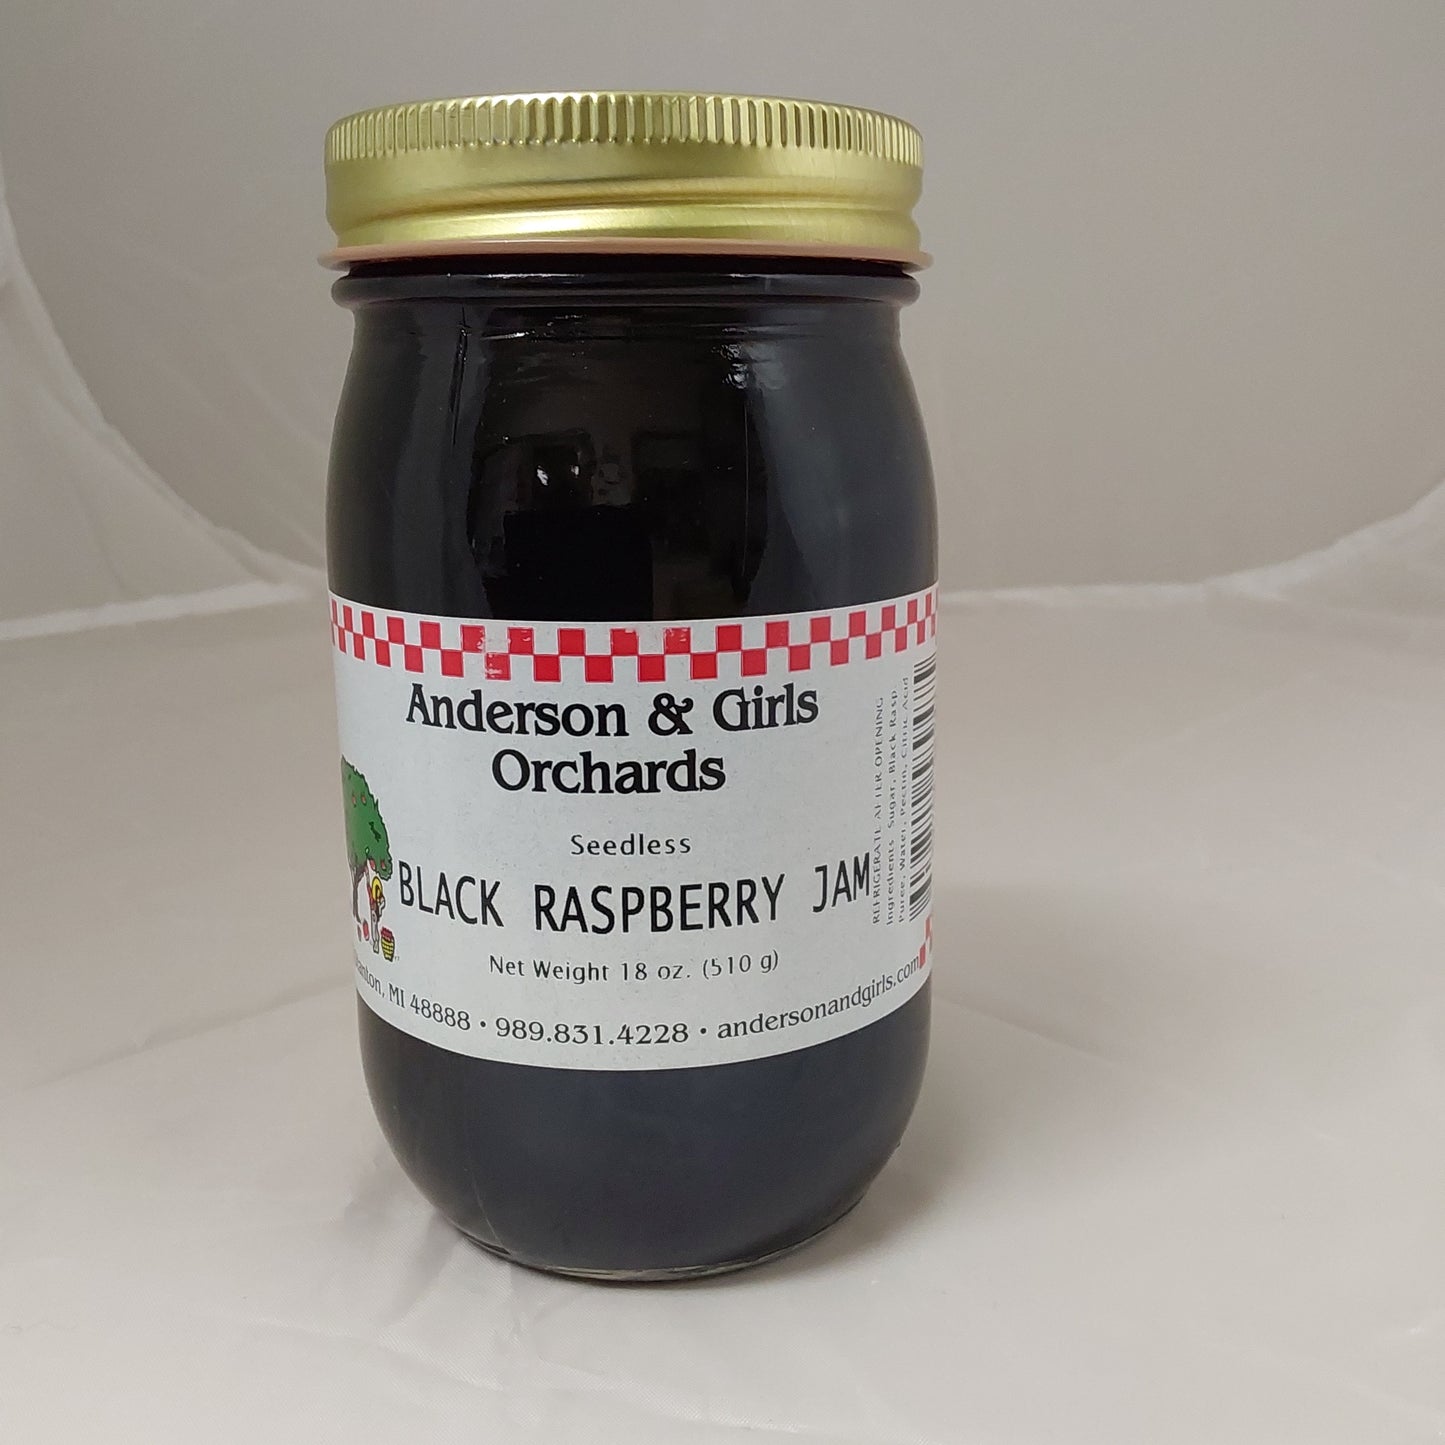 Anderson & Girls
Orchards
Seedless
BLACK RASPBERRY JAM
Net Weight 18 oz. (510 g)
MI 48888 • 989.831.4228 • andersonandgirls.com
REFRIGERATE AFTER OPENING
Ingredients Sugar, Black Rasp.
Puree, Water, Pectin, Citric Acid